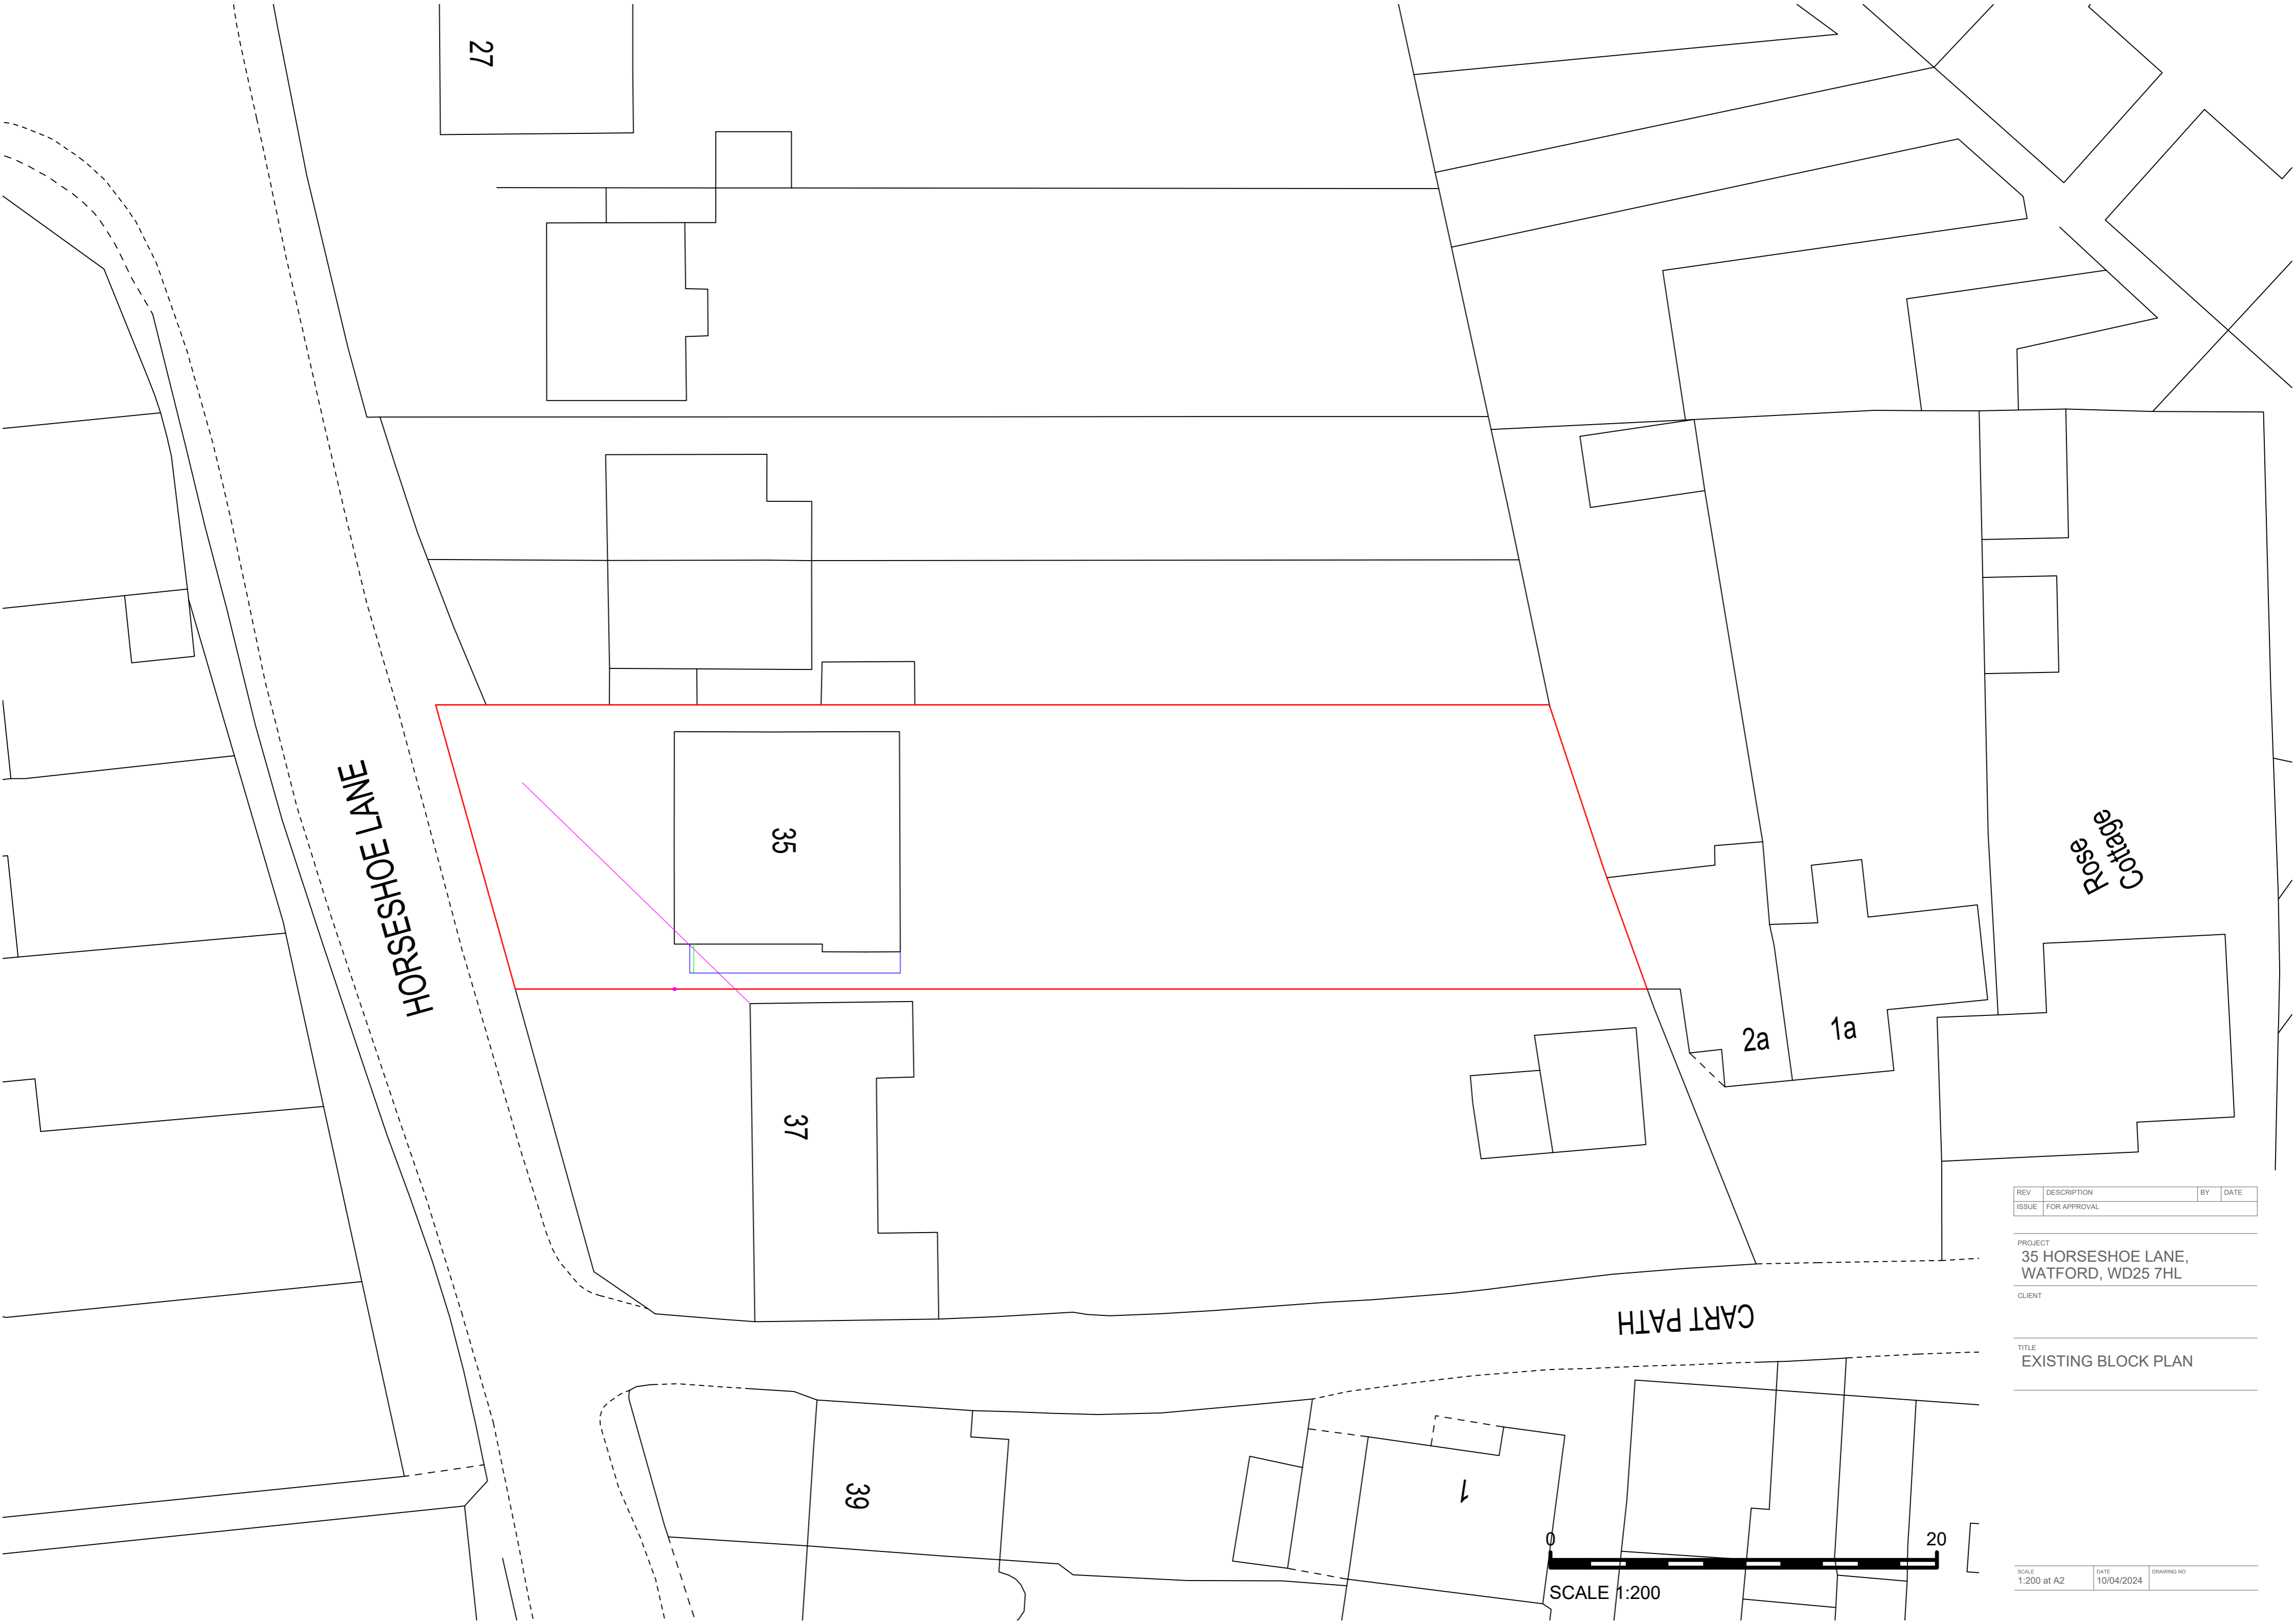 27
HORSESHOE LANE
35
37
39
Rose
Cottage
2a
1a
CART PATH
1
0
20
SCALE 1:200
REV DESCRIPTION BY DATE
ISSUE FOR APPROVAL
PROJECT
35 HORSESHOE LANE,
WATFORD, WD25 7HL
CLIENT
TITLE
EXISTING BLOCK PLAN
SCALE DATE DRAWING NO
1:200 at A2 10/04/2024